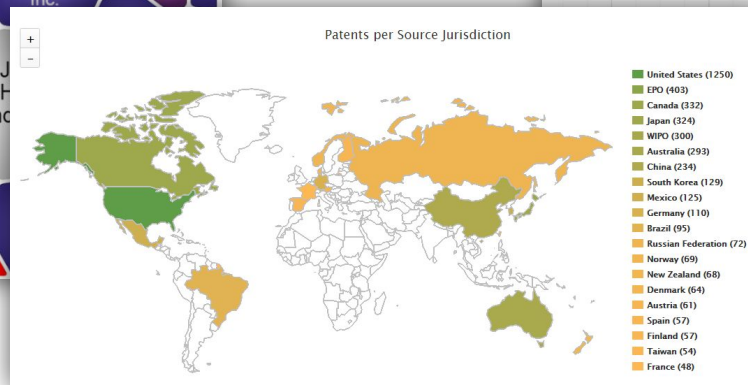 Inc.
J
H
+
−
Patents per Source Jurisdiction
United States (1250)
EPO (403)
Canada (332)
Japan (324)
WIPO (300)
Australia (293)
China (234)
South Korea (129)
Mexico (125)
Germany (110)
Brazil (95)
Russian Federation (72)
Norway (69)
New Zealand (68)
Denmark (64)
Austria (61)
Spain (57)
Finland (57)
Taiwan (54)
France (48)